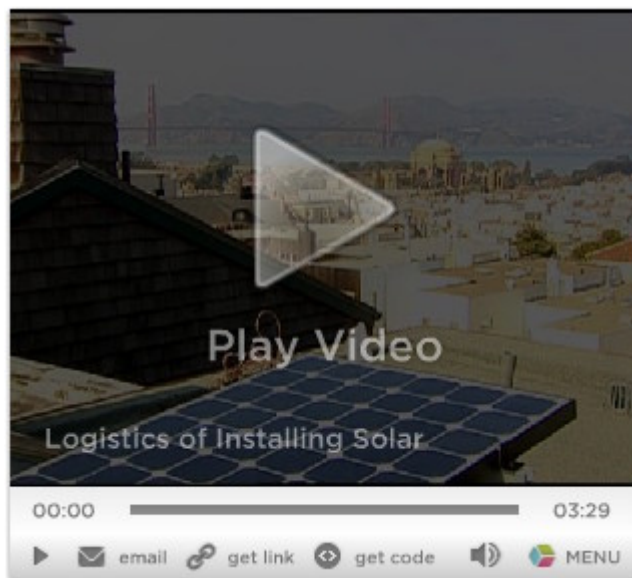 Play Video
Logistics of Installing Solar
00:00 03:29
email get link get code MENU